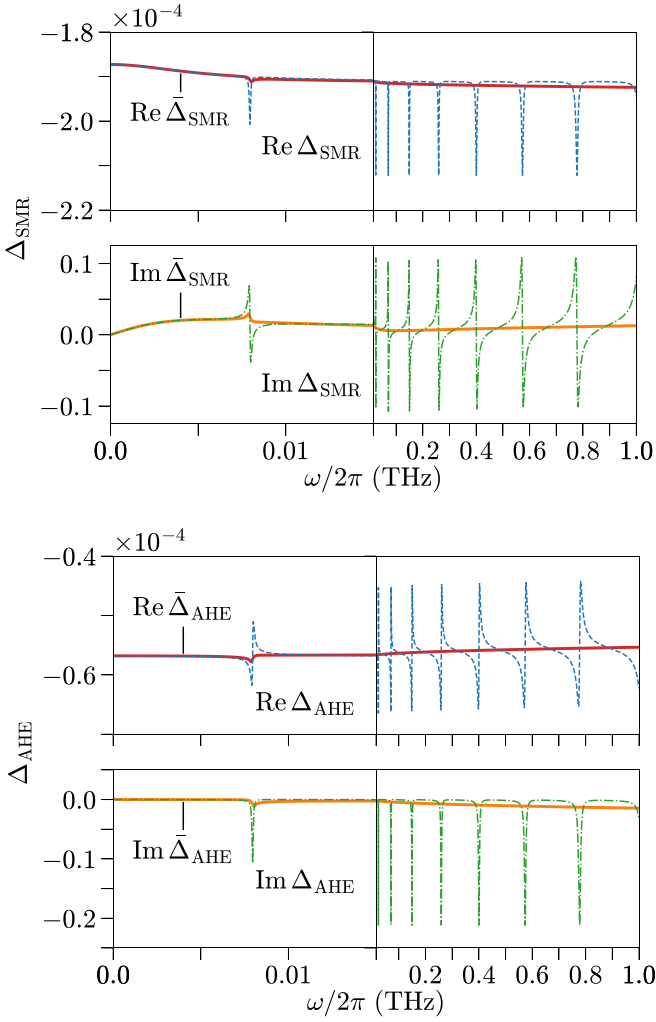 ×10⁻⁴
−1.8
Re Δ̄_SMR
−2.0
Re Δ_SMR
−2.2
Δ_SMR
0.1
Im Δ̄_SMR
0.0
Im Δ_SMR
−0.1
0.0 0.01 0.2 0.4 0.6 0.8 1.0
ω/2π (THz)
×10⁻⁴
−0.4
Re Δ̄_AHE
−0.6
Re Δ_AHE
Δ_AHE
0.0
Im Δ̄_AHE
−0.1
Im Δ_AHE
−0.2
0.0 0.01 0.2 0.4 0.6 0.8 1.0
ω/2π (THz)